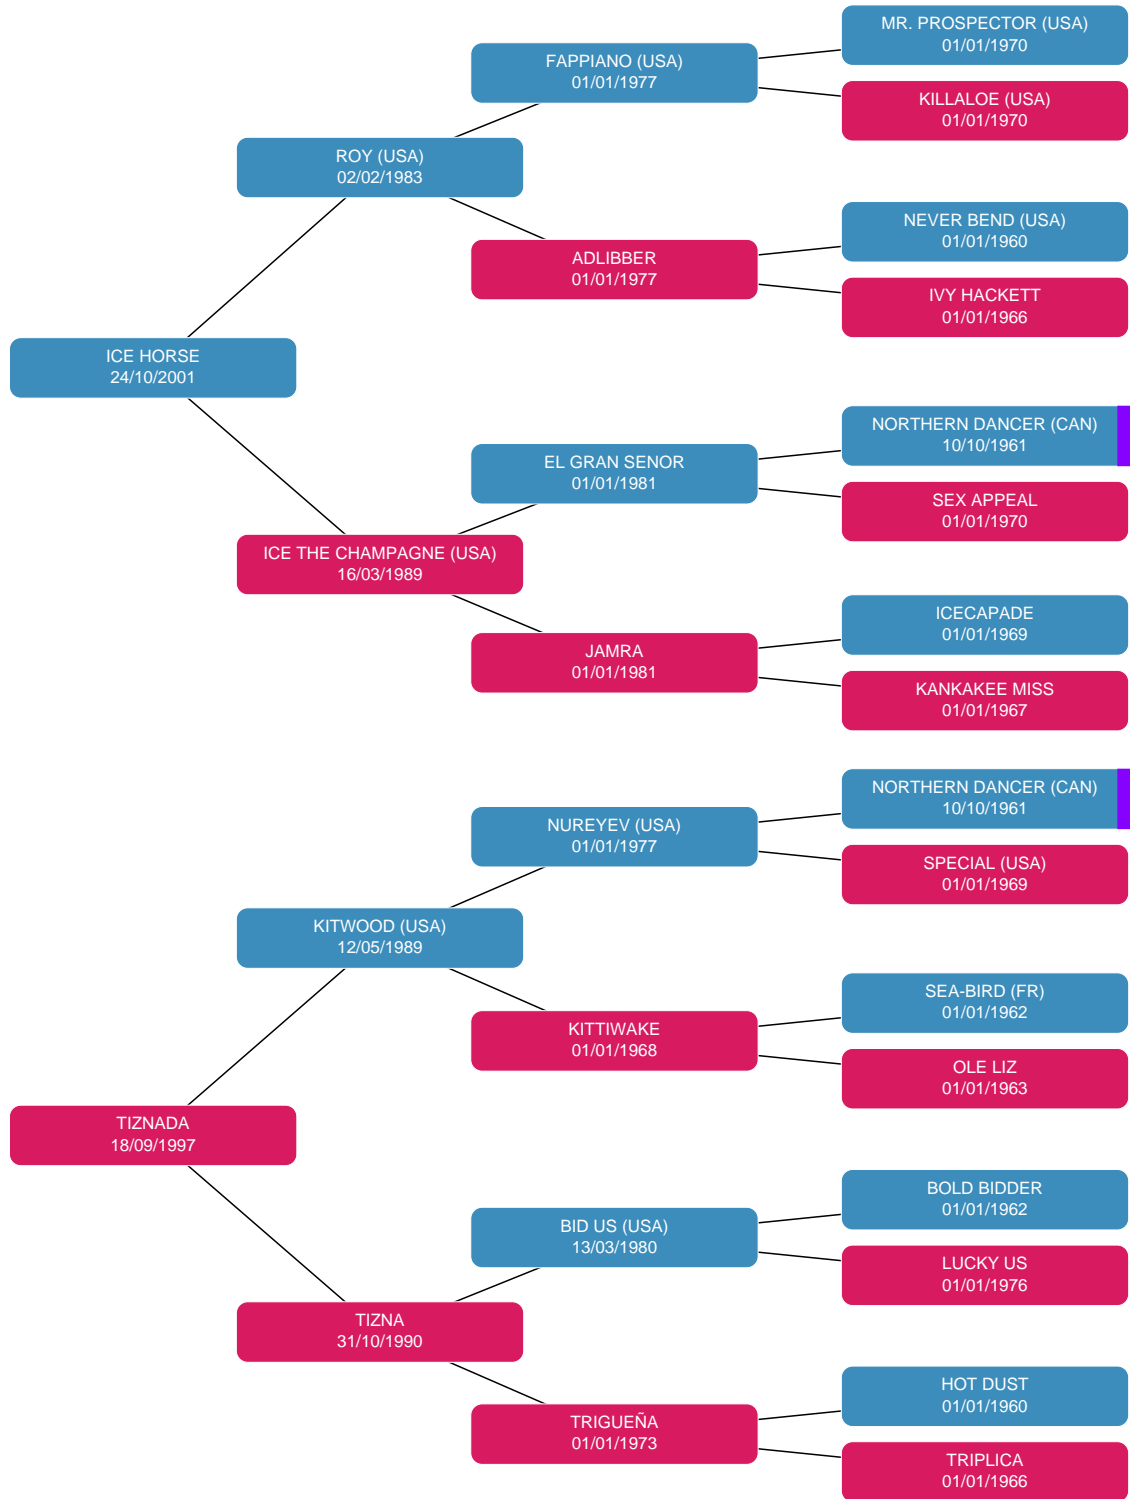 MR. PROSPECTOR (USA)
01/01/1970
FAPPIANO (USA)
01/01/1977
KILLALOE (USA)
01/01/1970
ROY (USA)
02/02/1983
NEVER BEND (USA)
01/01/1960
ADLIBBER
01/01/1977
IVY HACKETT
01/01/1966
ICE HORSE
24/10/2001
NORTHERN DANCER (CAN)
10/10/1961
EL GRAN SENOR
01/01/1981
SEX APPEAL
01/01/1970
ICE THE CHAMPAGNE (USA)
16/03/1989
ICECAPADE
01/01/1969
JAMRA
01/01/1981
KANKAKEE MISS
01/01/1967
NORTHERN DANCER (CAN)
10/10/1961
NUREYEV (USA)
01/01/1977
SPECIAL (USA)
01/01/1969
KITWOOD (USA)
12/05/1989
SEA-BIRD (FR)
01/01/1962
KITTIWAKE
01/01/1968
OLE LIZ
01/01/1963
TIZNADA
18/09/1997
BOLD BIDDER
01/01/1962
BID US (USA)
13/03/1980
LUCKY US
01/01/1976
TIZNA
31/10/1990
HOT DUST
01/01/1960
TRIGUEÑA
01/01/1973
TRIPLICA
01/01/1966